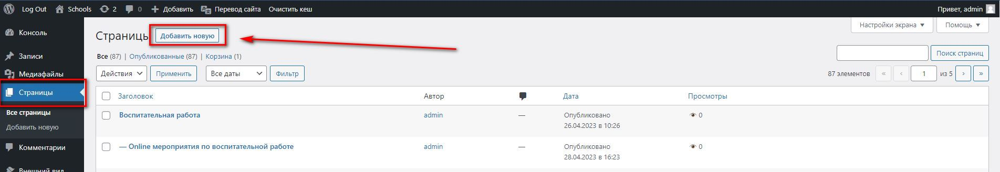 Log Out Schools 2 0 Добавить Перевод сайта Очистить кеш Привет, admin
Консоль
Записи
Медиафайлы
Страницы
Все страницы
Добавить новую
Комментарии
Внешний вид
Настройки экрана ▼ Помощь ▼
Страницы Добавить новую
Все (87) | Опубликованные (87) | Корзина (1)
Поиск страниц
Действия Применить Все даты Фильтр
87 элементов « ‹ 1 из 5 › »
Заголовок Автор Дата Просмотры
Воспитательная работа admin — Опубликовано 0
26.04.2023 в 10:26
— Online мероприятия по воспитательной работе admin — Опубликовано 0
28.04.2023 в 16:23